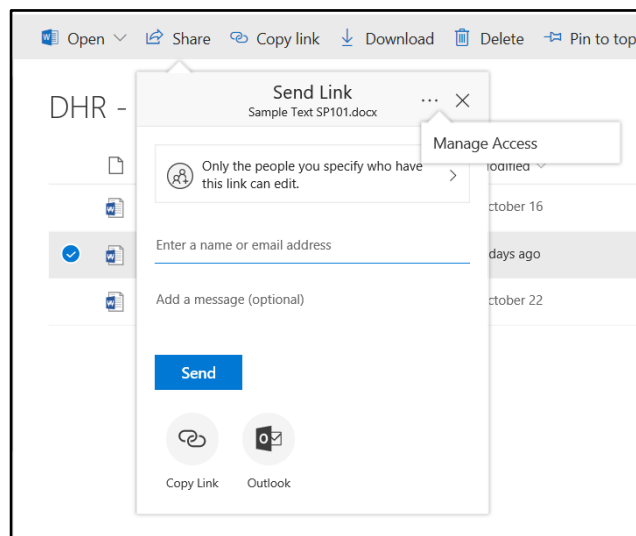 Open Share Copy link Download Delete Pin to top
DHR -
Send Link
Sample Text SP101.docx
Manage Access
Only the people you specify who have
this link can edit.
ctober 16
Enter a name or email address
days ago
Add a message (optional)
ctober 22
Send
Copy Link Outlook